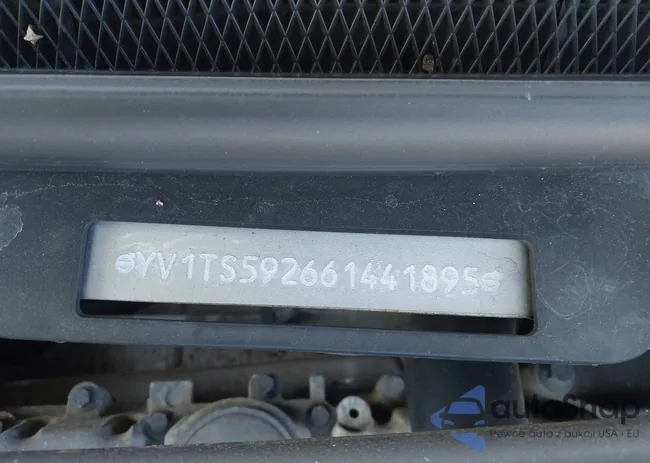 YV1TS592661441895
autoShop
Pewne auta z aukcji USA i EU